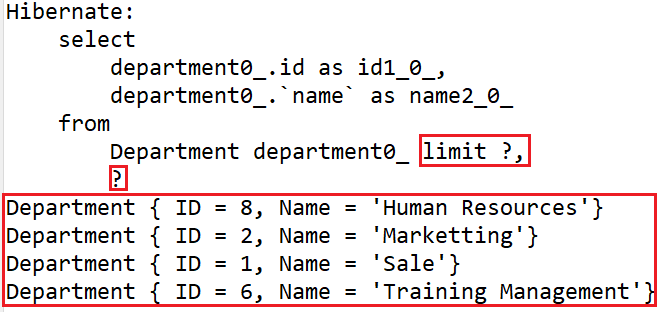 Hibernate:
    select
        department0_.id as id1_0_,
        department0_.`name` as name2_0_
    from
        Department department0_ limit ?,
        ?
Department { ID = 8, Name = 'Human Resources'}
Department { ID = 2, Name = 'Marketting'}
Department { ID = 1, Name = 'Sale'}
Department { ID = 6, Name = 'Training Management'}